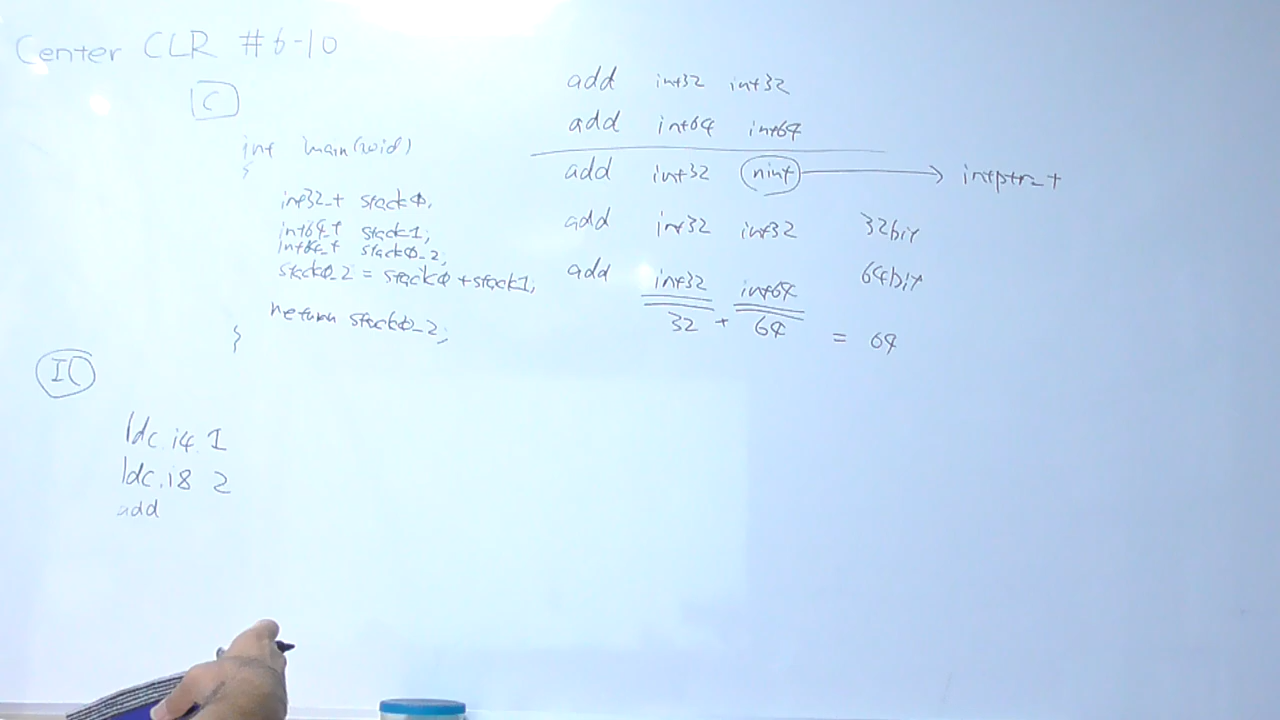 Center CLR #6-10
C
int main(void)
{
int32_t stack0,
int64_t stack1;
int64_t stack0_2,
stack0_2 = stack0 + stack1;
return stack0_2;
}
IL
ldc.i4 1
ldc.i8 2
add
add int32 int32
add int64 int64
add int32 nint → intptr_t
add int32 int32 32bit
add int32 int64 64bit
32 + 64 = 64